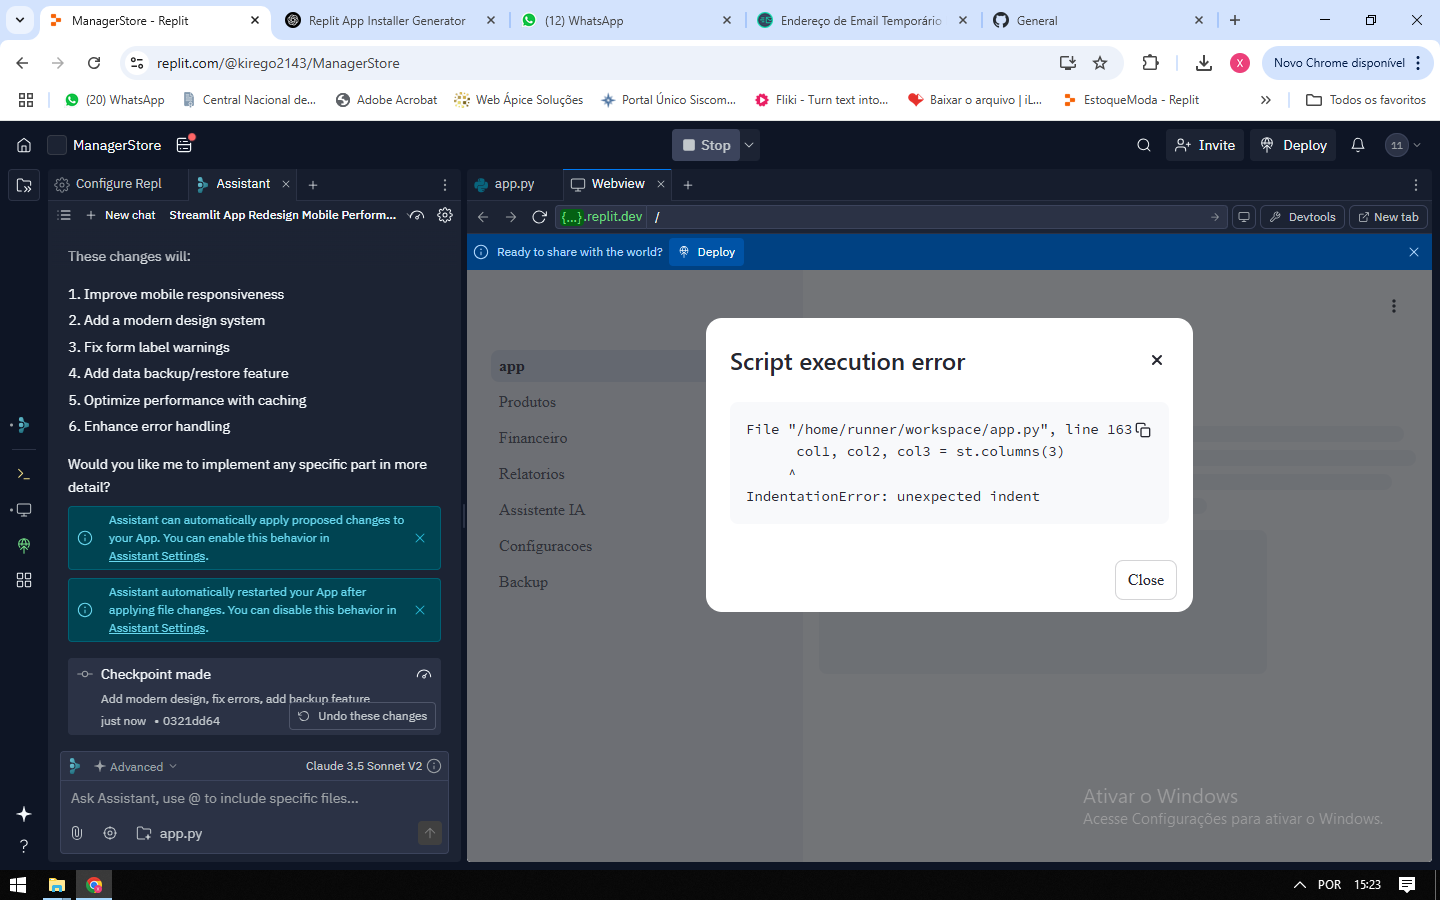 ManagerStore - Replit
Replit App Installer Generator
(12) WhatsApp
Endereço de Email Temporário
General
replit.com/@kirego2143/ManagerStore
X
Novo Chrome disponível
(20) WhatsApp
Central Nacional de...
Adobe Acrobat
Web Ápice Soluções
Portal Único Siscom...
Fliki - Turn text into...
Baixar o arquivo | iL...
EstoqueModa - Replit
Todos os favoritos
ManagerStore
Stop
Invite
Deploy
11
Configure Repl
Assistant
app.py
Webview
New chat
Streamlit App Redesign Mobile Perform...
{...}.replit.dev
/
Devtools
New tab
Ready to share with the world?
Deploy
These changes will:
1. Improve mobile responsiveness
2. Add a modern design system
3. Fix form label warnings
4. Add data backup/restore feature
5. Optimize performance with caching
6. Enhance error handling
Would you like me to implement any specific part in more
detail?
Assistant can automatically apply proposed changes to
your App. You can enable this behavior in
Assistant Settings.
Assistant automatically restarted your App after
applying file changes. You can disable this behavior in
Assistant Settings.
Checkpoint made
Add modern design, fix errors, add backup feature
just now • 0321dd64
Undo these changes
Advanced
Claude 3.5 Sonnet V2
Ask Assistant, use @ to include specific files...
app.py
app
Produtos
Financeiro
Relatorios
Assistente IA
Configuracoes
Backup
Script execution error
File "/home/runner/workspace/app.py", line 163
col1, col2, col3 = st.columns(3)
^
IndentationError: unexpected indent
Close
Ativar o Windows
Acesse Configurações para ativar o Windows.
POR
15:23